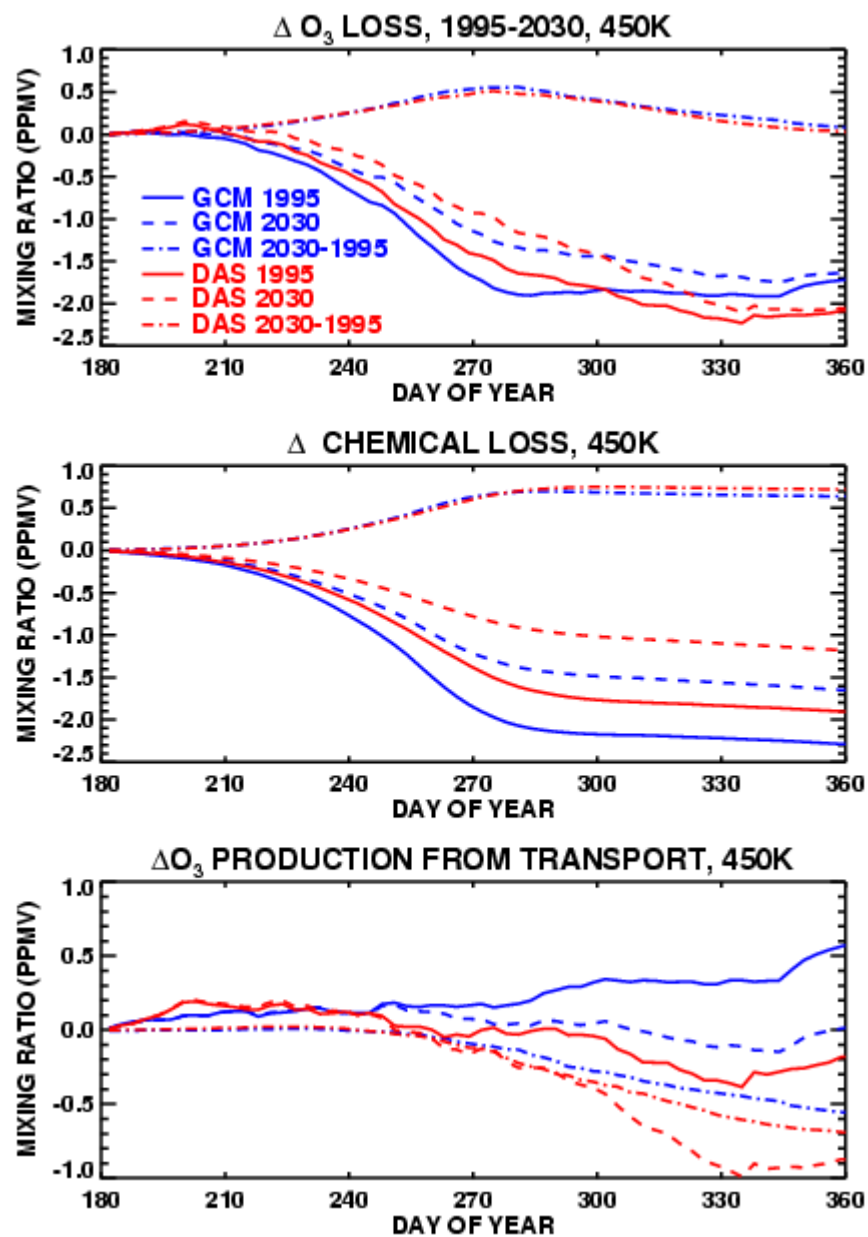 Δ O₃ LOSS, 1995-2030, 450K
MIXING RATIO (PPMV)
1.0
0.5
0.0
-0.5
-1.0
-1.5
-2.0
-2.5
GCM 1995
GCM 2030
GCM 2030-1995
DAS 1995
DAS 2030
DAS 2030-1995
180 210 240 270 300 330 360
DAY OF YEAR
Δ CHEMICAL LOSS, 450K
MIXING RATIO (PPMV)
1.0
0.5
0.0
-0.5
-1.0
-1.5
-2.0
-2.5
180 210 240 270 300 330 360
DAY OF YEAR
ΔO₃ PRODUCTION FROM TRANSPORT, 450K
MIXING RATIO (PPMV)
1.0
0.5
0.0
-0.5
-1.0
180 210 240 270 300 330 360
DAY OF YEAR